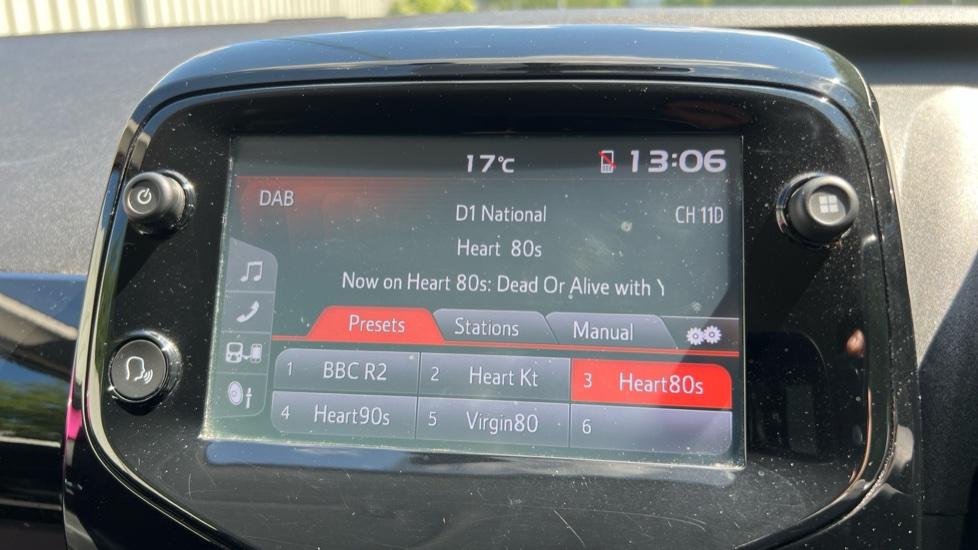 17°C 13:06
DAB
D1 National CH 11D
Heart 80s
Now on Heart 80s: Dead Or Alive with \
Presets Stations Manual
1 BBC R2 2 Heart Kt 3 Heart80s
4 Heart90s 5 Virgin80 6